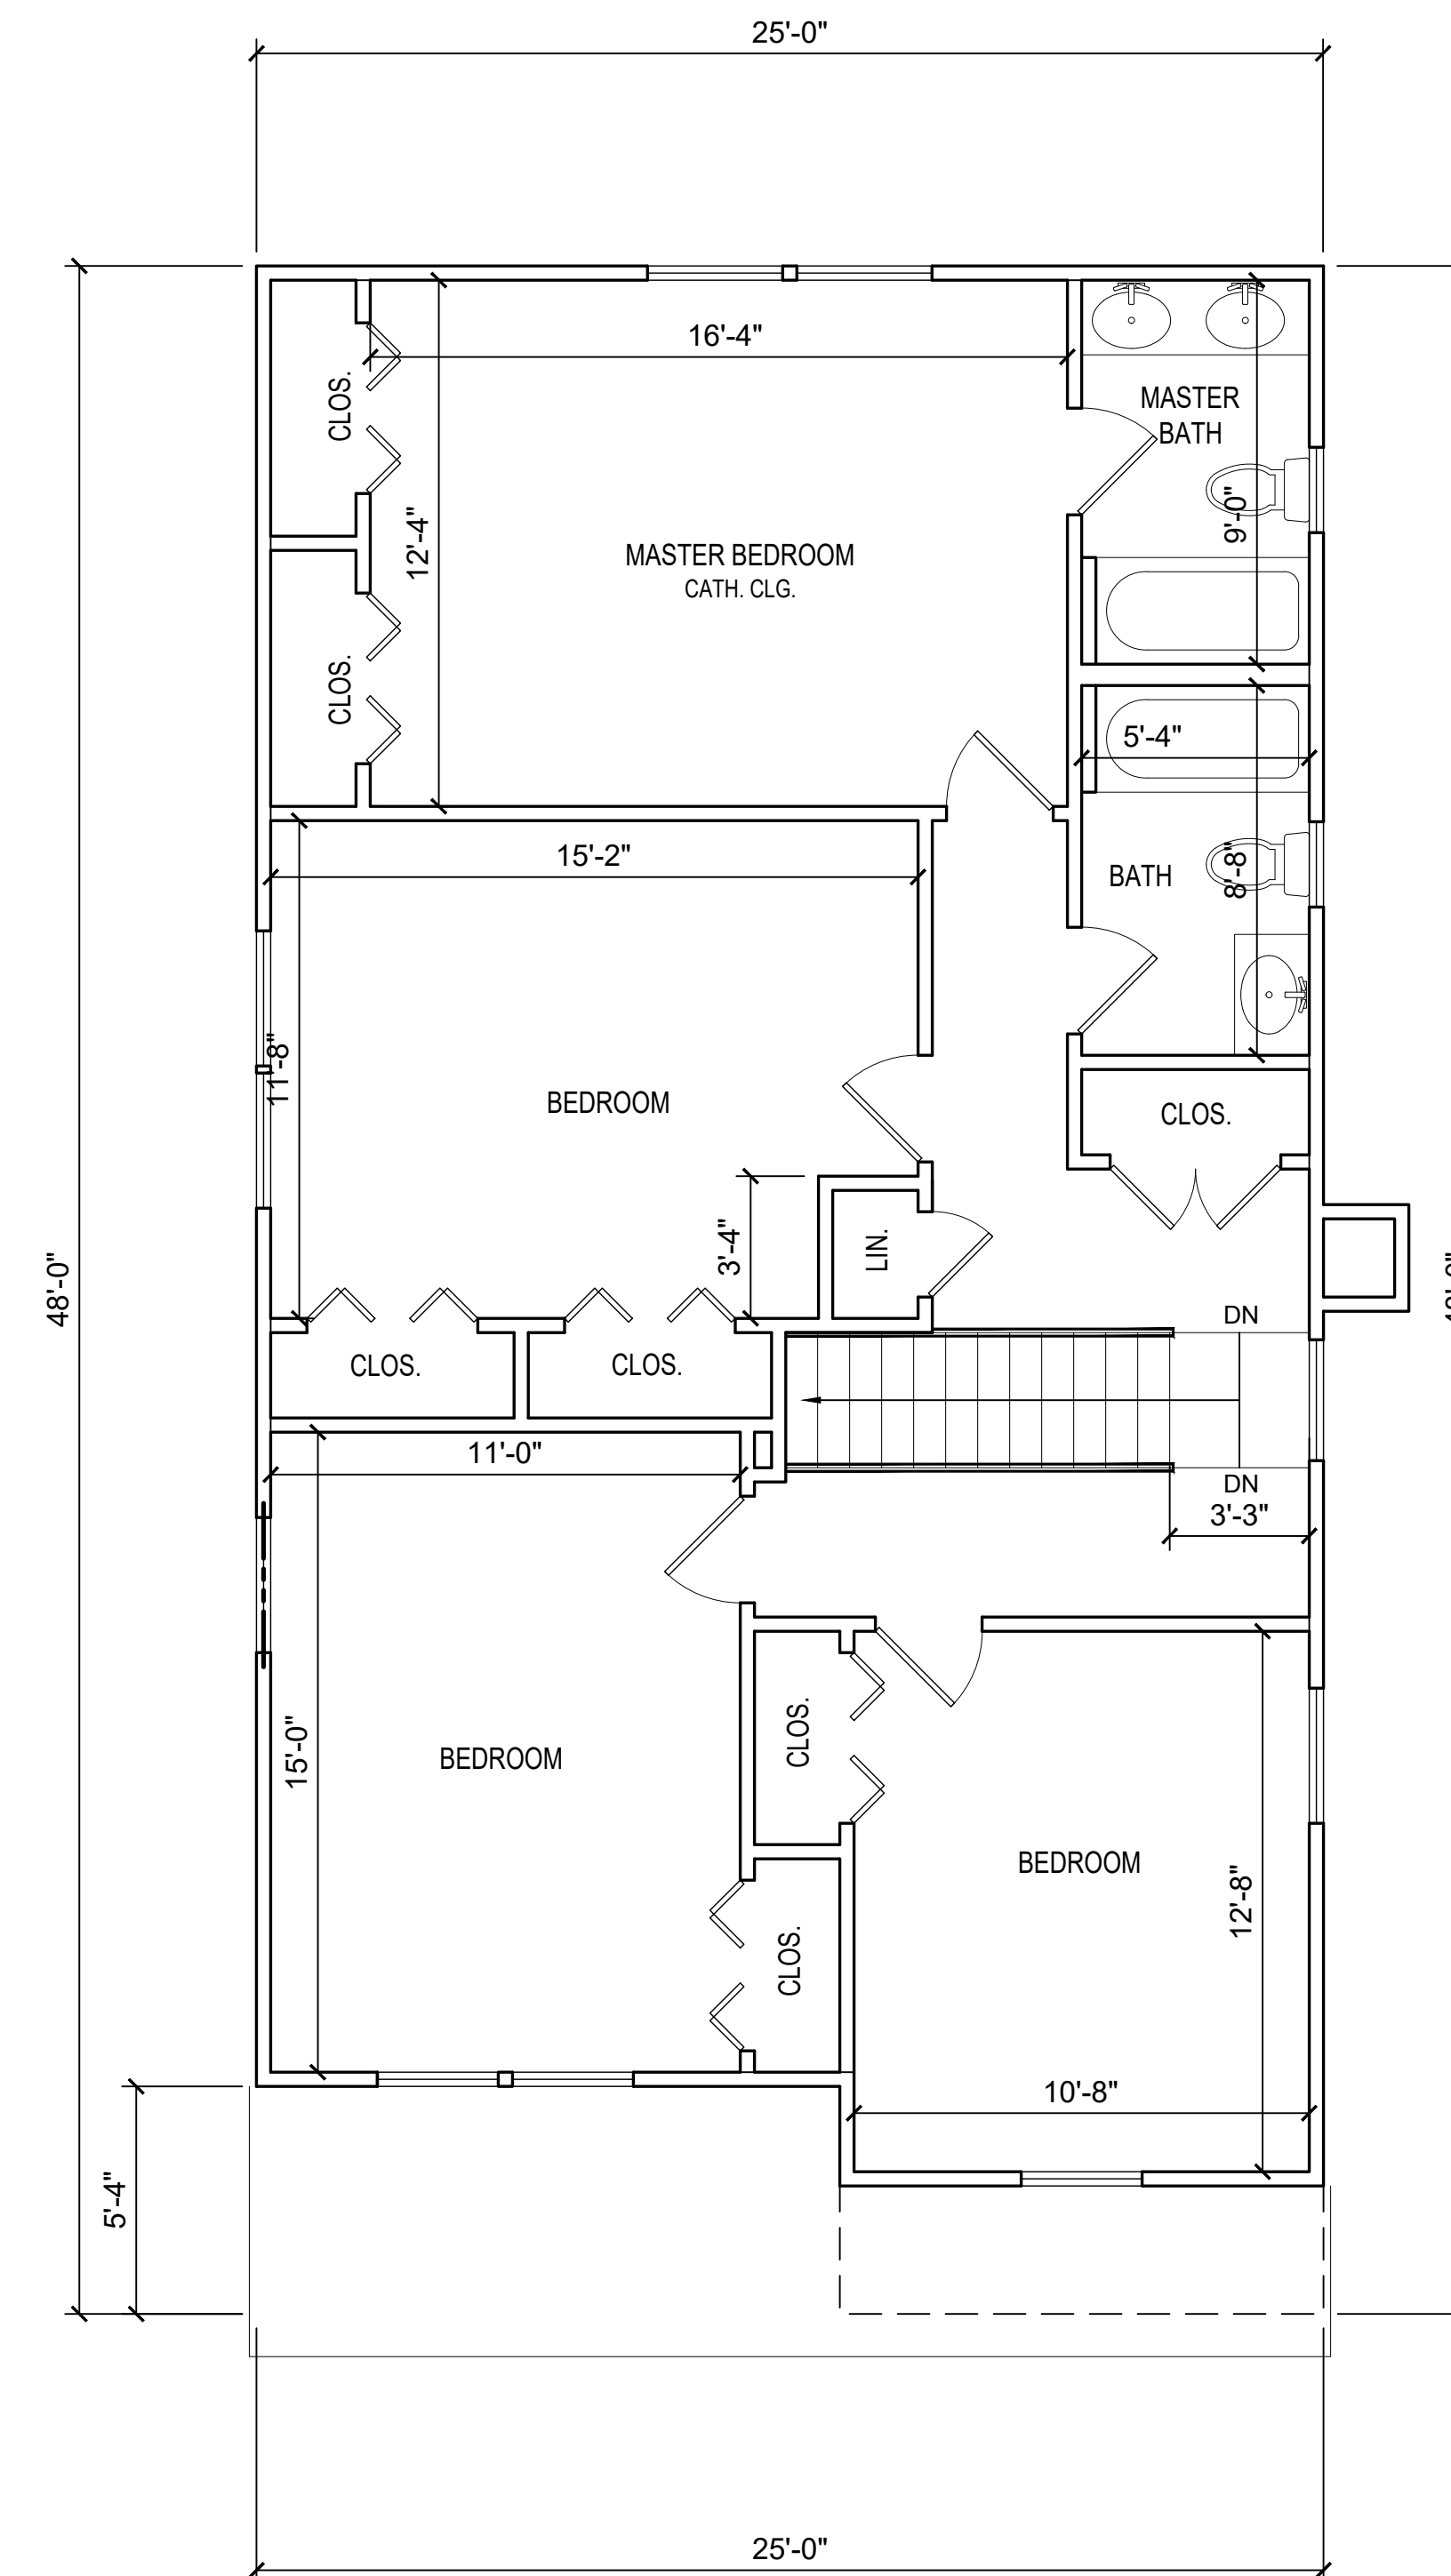 25'-0"
16'-4"
CLOS.
MASTER
BATH
12'-4"
9'-0"
MASTER BEDROOM
CATH. CLG.
CLOS.
5'-4"
15'-2"
BATH
8'-8"
11'-8"
BEDROOM
CLOS.
3'-4"
LIN.
48'-0"
DN
CLOS.
CLOS.
11'-0"
DN
3'-3"
15'-0"
BEDROOM
CLOS.
BEDROOM
12'-8"
CLOS.
10'-8"
5'-4"
25'-0"